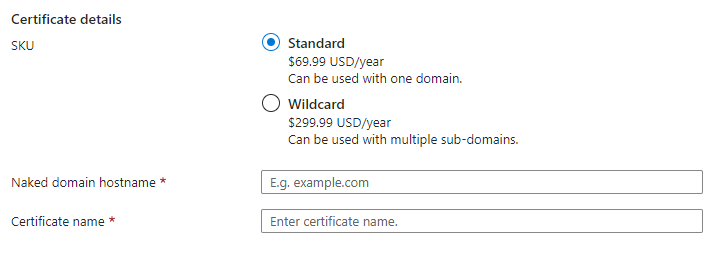 Certificate details
SKU
Standard
$69.99 USD/year
Can be used with one domain.
Wildcard
$299.99 USD/year
Can be used with multiple sub-domains.
Naked domain hostname *
E.g. example.com
Certificate name *
Enter certificate name.